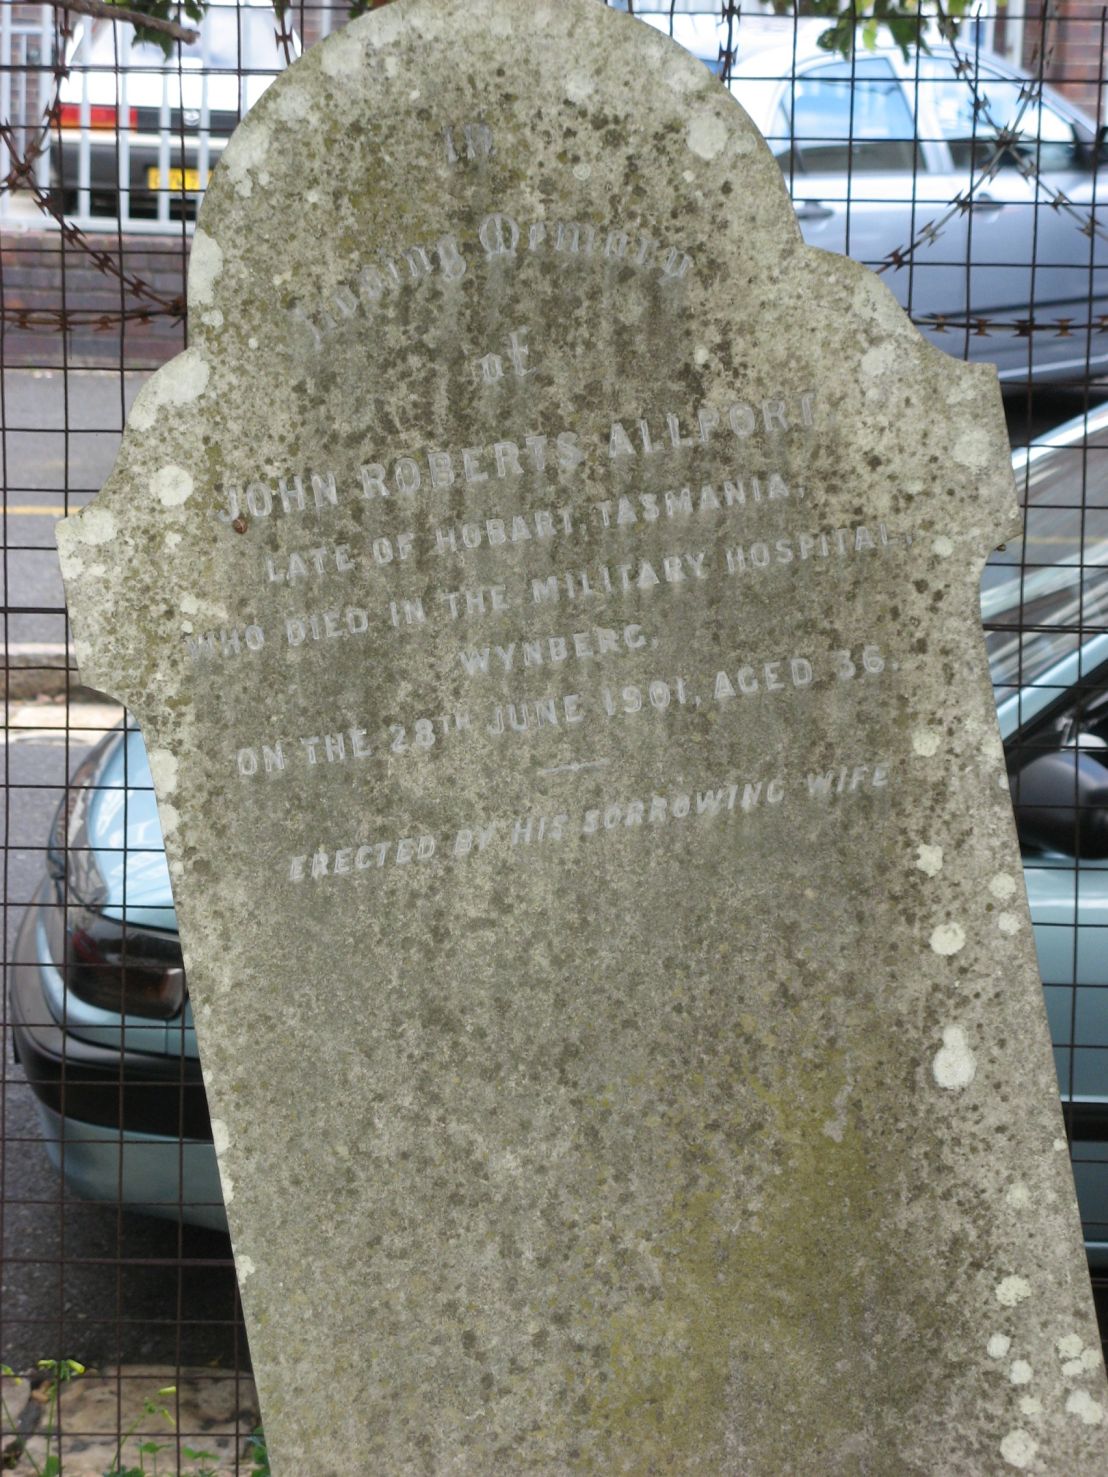 In
loving Memory
of
JOHN ROBERTS ALLPORT,
LATE OF HOBART, TASMANIA,
WHO DIED IN THE MILITARY HOSPITAL,
WYNBERG,
ON THE 28TH JUNE 1901, AGED 36.
ERECTED BY HIS SORROWING WIFE